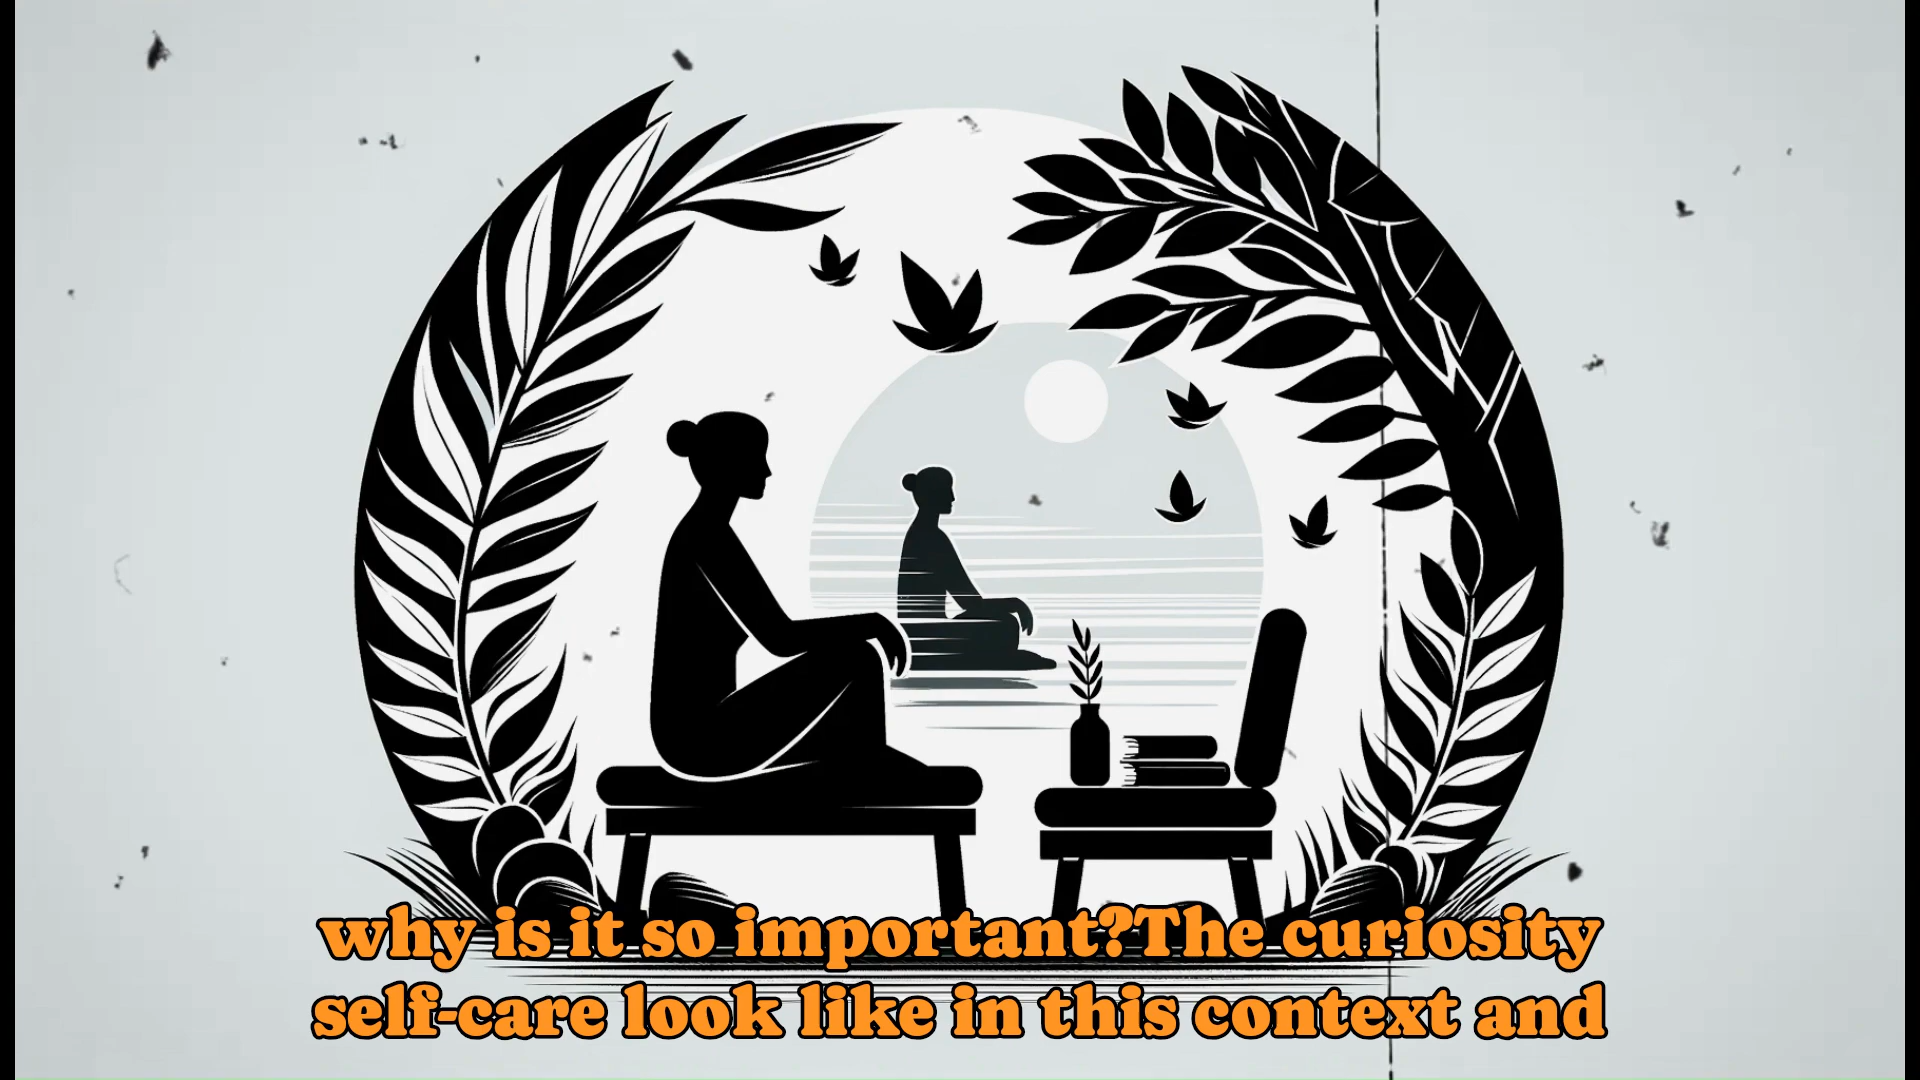 why is it so important?The curiosity
self-care look like in this context and